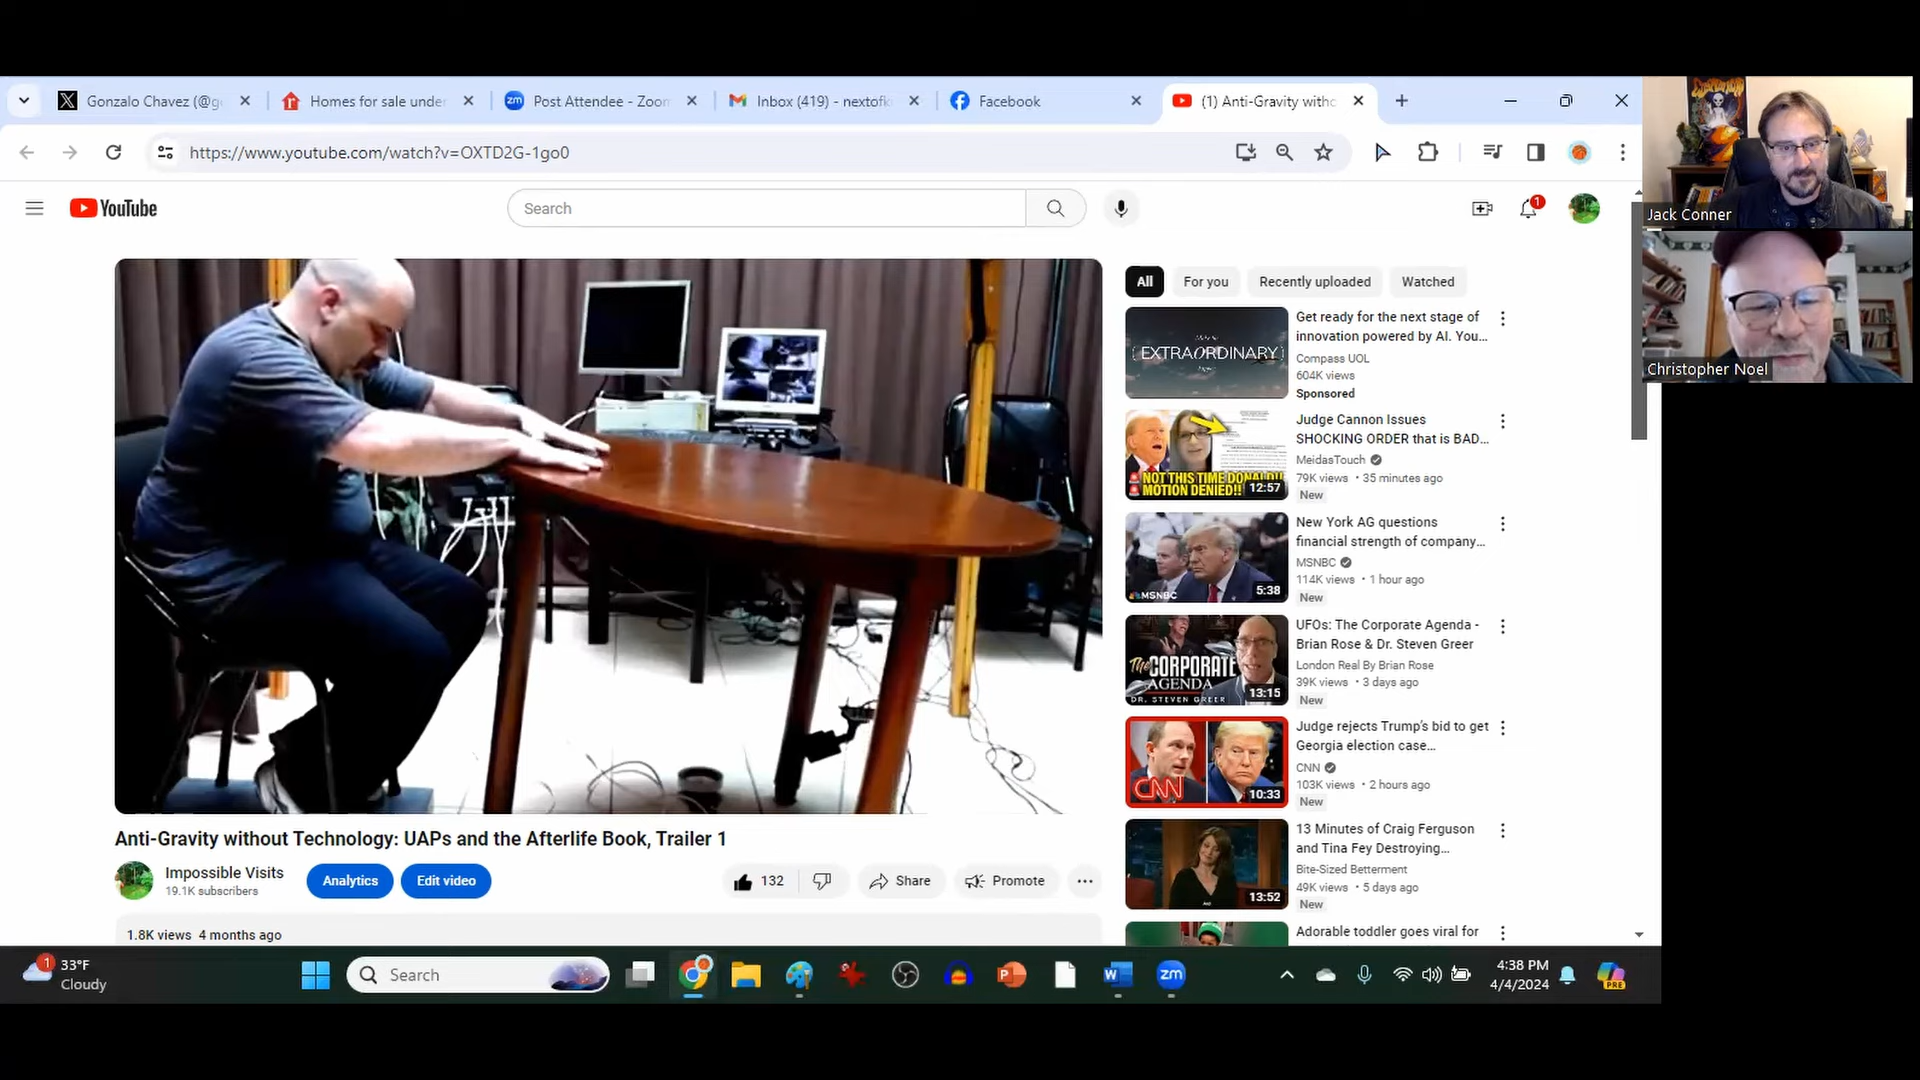 Gonzalo Chavez (@g
Homes for sale unde
Post Attendee - Zoom
Inbox (419) - nextofk
Facebook
(1) Anti-Gravity witho
https://www.youtube.com/watch?v=OXTD2G-1go0
YouTube
Search
1
All
For you
Recently uploaded
Watched
EXTRAORDINARY
Get ready for the next stage of
innovation powered by AI. You...
Compass UOL
604K views
Sponsored
NOT THIS TIME DONALD!!
MOTION DENIED!!
12:57
Judge Cannon Issues
SHOCKING ORDER that is BAD...
MeidasTouch
79K views • 35 minutes ago
New
MSNBC
5:38
New York AG questions
financial strength of company...
MSNBC
114K views • 1 hour ago
New
The CORPORATE
AGENDA
DR. STEVEN GREER
13:15
UFOs: The Corporate Agenda -
Brian Rose & Dr. Steven Greer
London Real By Brian Rose
39K views • 3 days ago
New
CNN
10:33
Judge rejects Trump's bid to get
Georgia election case...
CNN
103K views • 2 hours ago
New
13:52
13 Minutes of Craig Ferguson
and Tina Fey Destroying...
Bite-Sized Betterment
49K views • 5 days ago
New
Adorable toddler goes viral for
Anti-Gravity without Technology: UAPs and the Afterlife Book, Trailer 1
Impossible Visits
19.1K subscribers
Analytics
Edit video
132
Share
Promote
1.8K views 4 months ago
Jack Conner
Christopher Noel
1
33°F
Cloudy
Search
zm
4:38 PM
4/4/2024
PRE